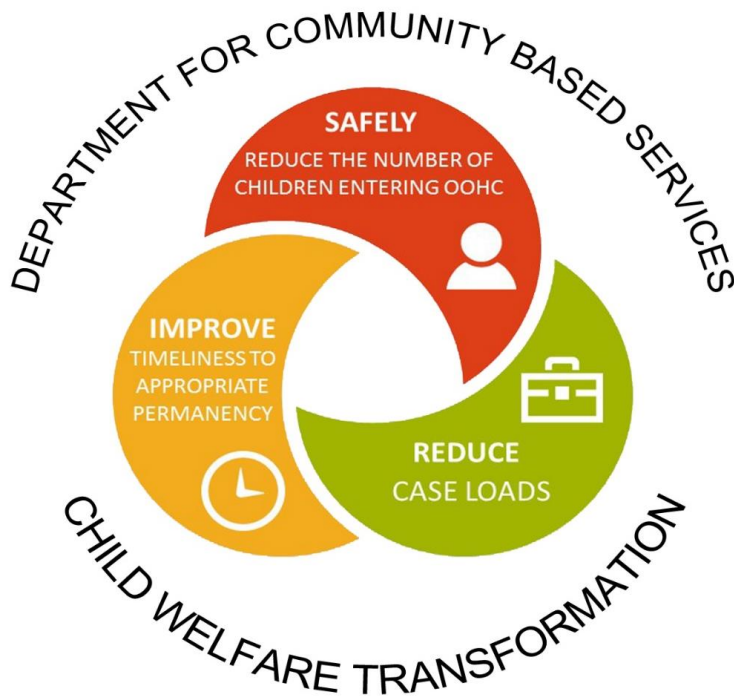 DEPARTMENT FOR COMMUNITY BASED SERVICES
SAFELY
REDUCE THE NUMBER OF
CHILDREN ENTERING OOHC
IMPROVE
TIMELINESS TO
APPROPRIATE
PERMANENCY
REDUCE
CASE LOADS
CHILD WELFARE TRANSFORMATION